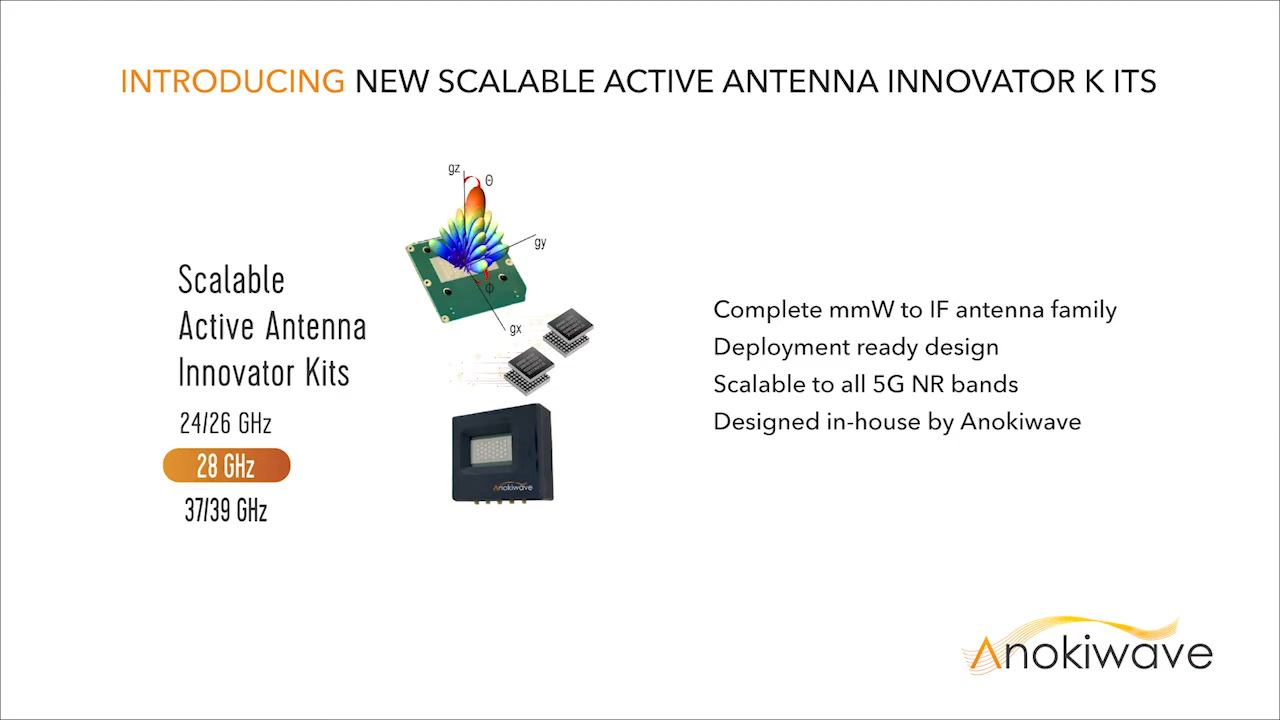 INTRODUCING NEW SCALABLE ACTIVE ANTENNA INNOVATOR K ITS
gz
Θ
gy
Φ
gx
Scalable
Active Antenna
Innovator Kits
24/26 GHz
28 GHz
37/39 GHz
Anokiwave
Complete mmW to IF antenna family
Deployment ready design
Scalable to all 5G NR bands
Designed in-house by Anokiwave
Anokiwave